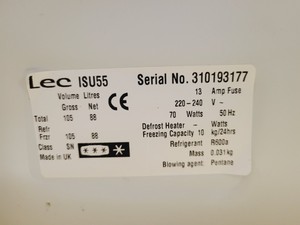 Lec ISU55 Serial No. 310193177
Volume Litres 13 Amp Fuse
Gross Net CE 220-240 V~
Total 105 88 70 Watts 50 Hz
Refr Defrost Heater - Watts
Frzr 105 88 Freezing Capacity 10 kg/24hrs
Class SN Refrigerant R600a
Made in UK Mass 0.031kg
Blowing agent: Pentane